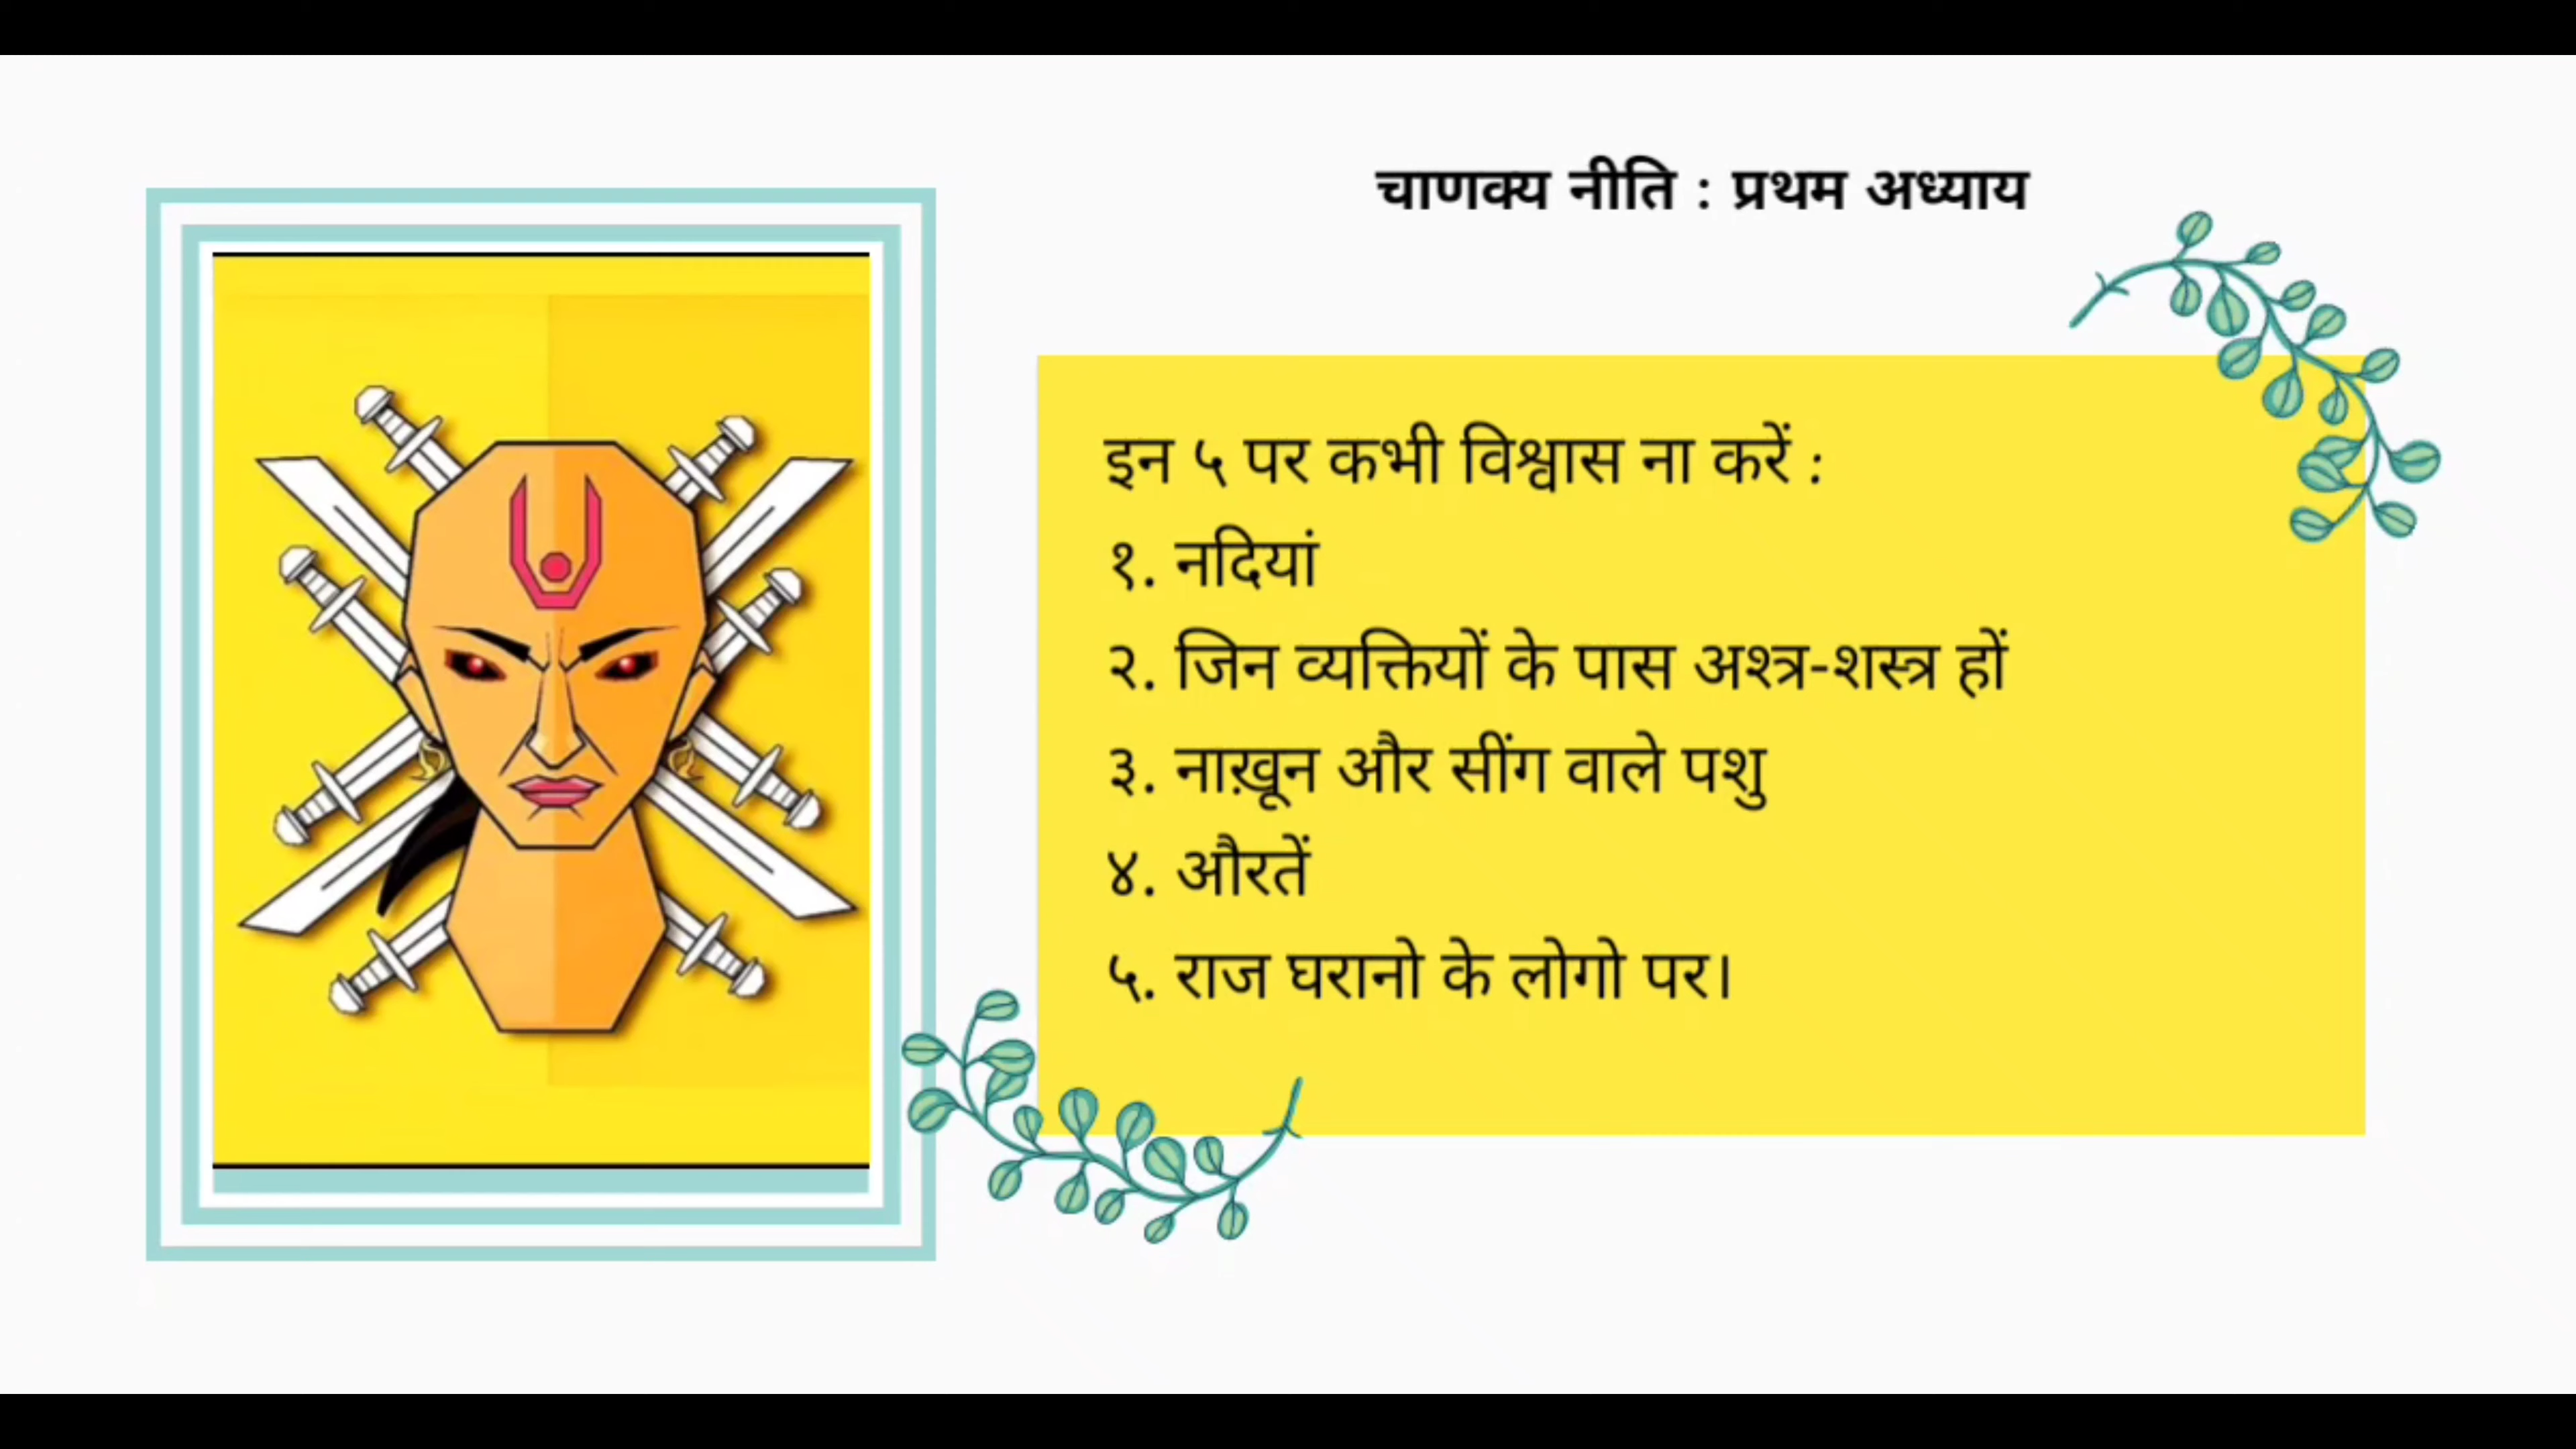 चाणक्य नीति : प्रथम अध्याय
इन ५ पर कभी विश्वास ना करें :
१. नदियां
२. जिन व्यक्तियों के पास अश्त्र-शस्त्र हों
३. नाख़ून और सींग वाले पशु
४. औरतें
५. राज घरानो के लोगो पर।